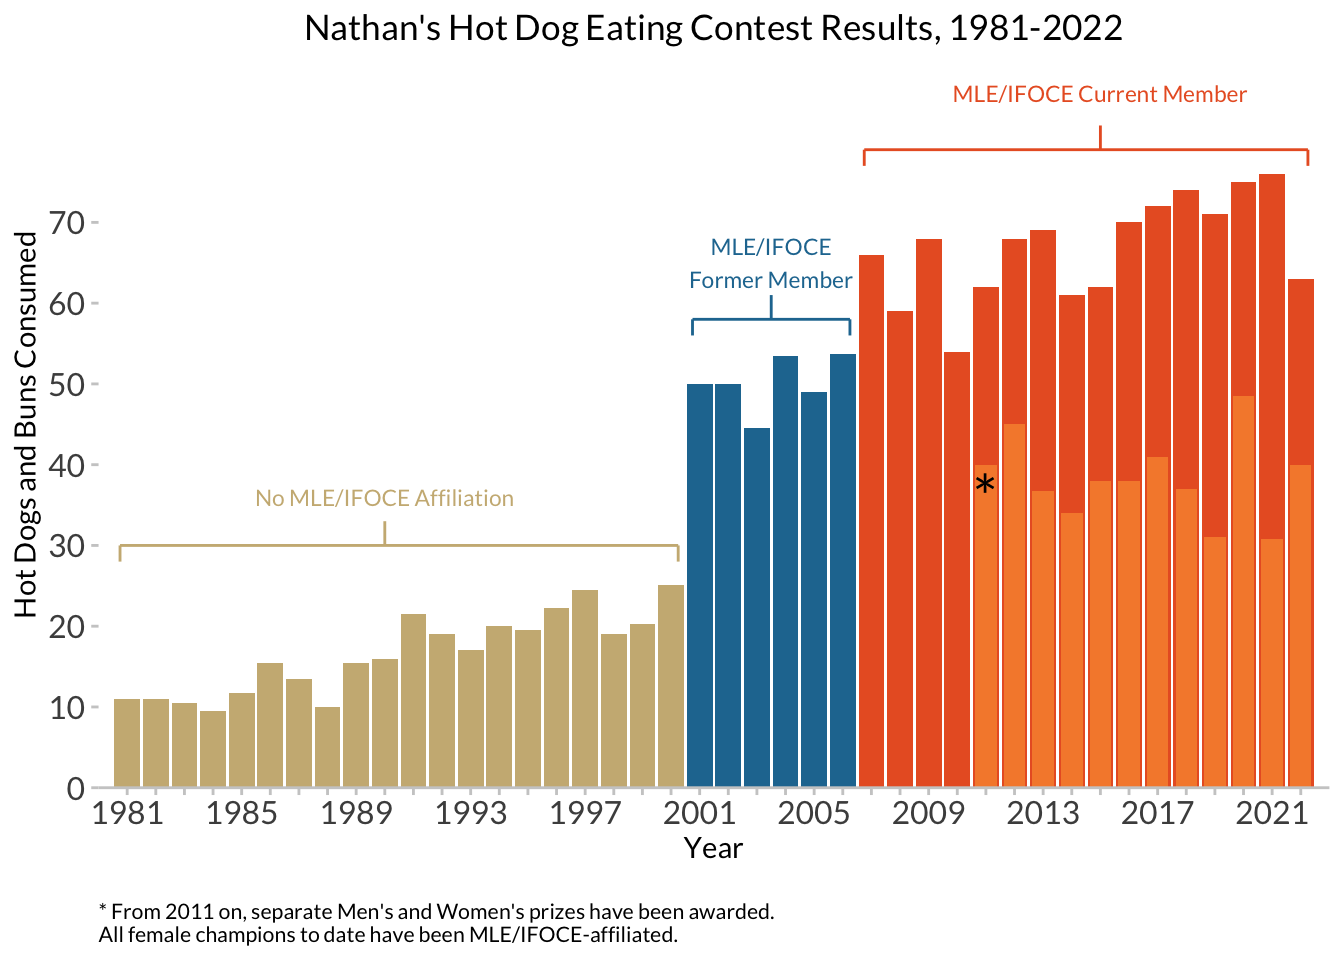 Nathan's Hot Dog Eating Contest Results, 1981-2022
MLE/IFOCE Current Member
MLE/IFOCE
Former Member
No MLE/IFOCE Affiliation
Hot Dogs and Buns Consumed
70
60
50
40
30
20
10
0
*
1981 1985 1989 1993 1997 2001 2005 2009 2013 2017 2021
Year
* From 2011 on, separate Men's and Women's prizes have been awarded.
All female champions to date have been MLE/IFOCE-affiliated.